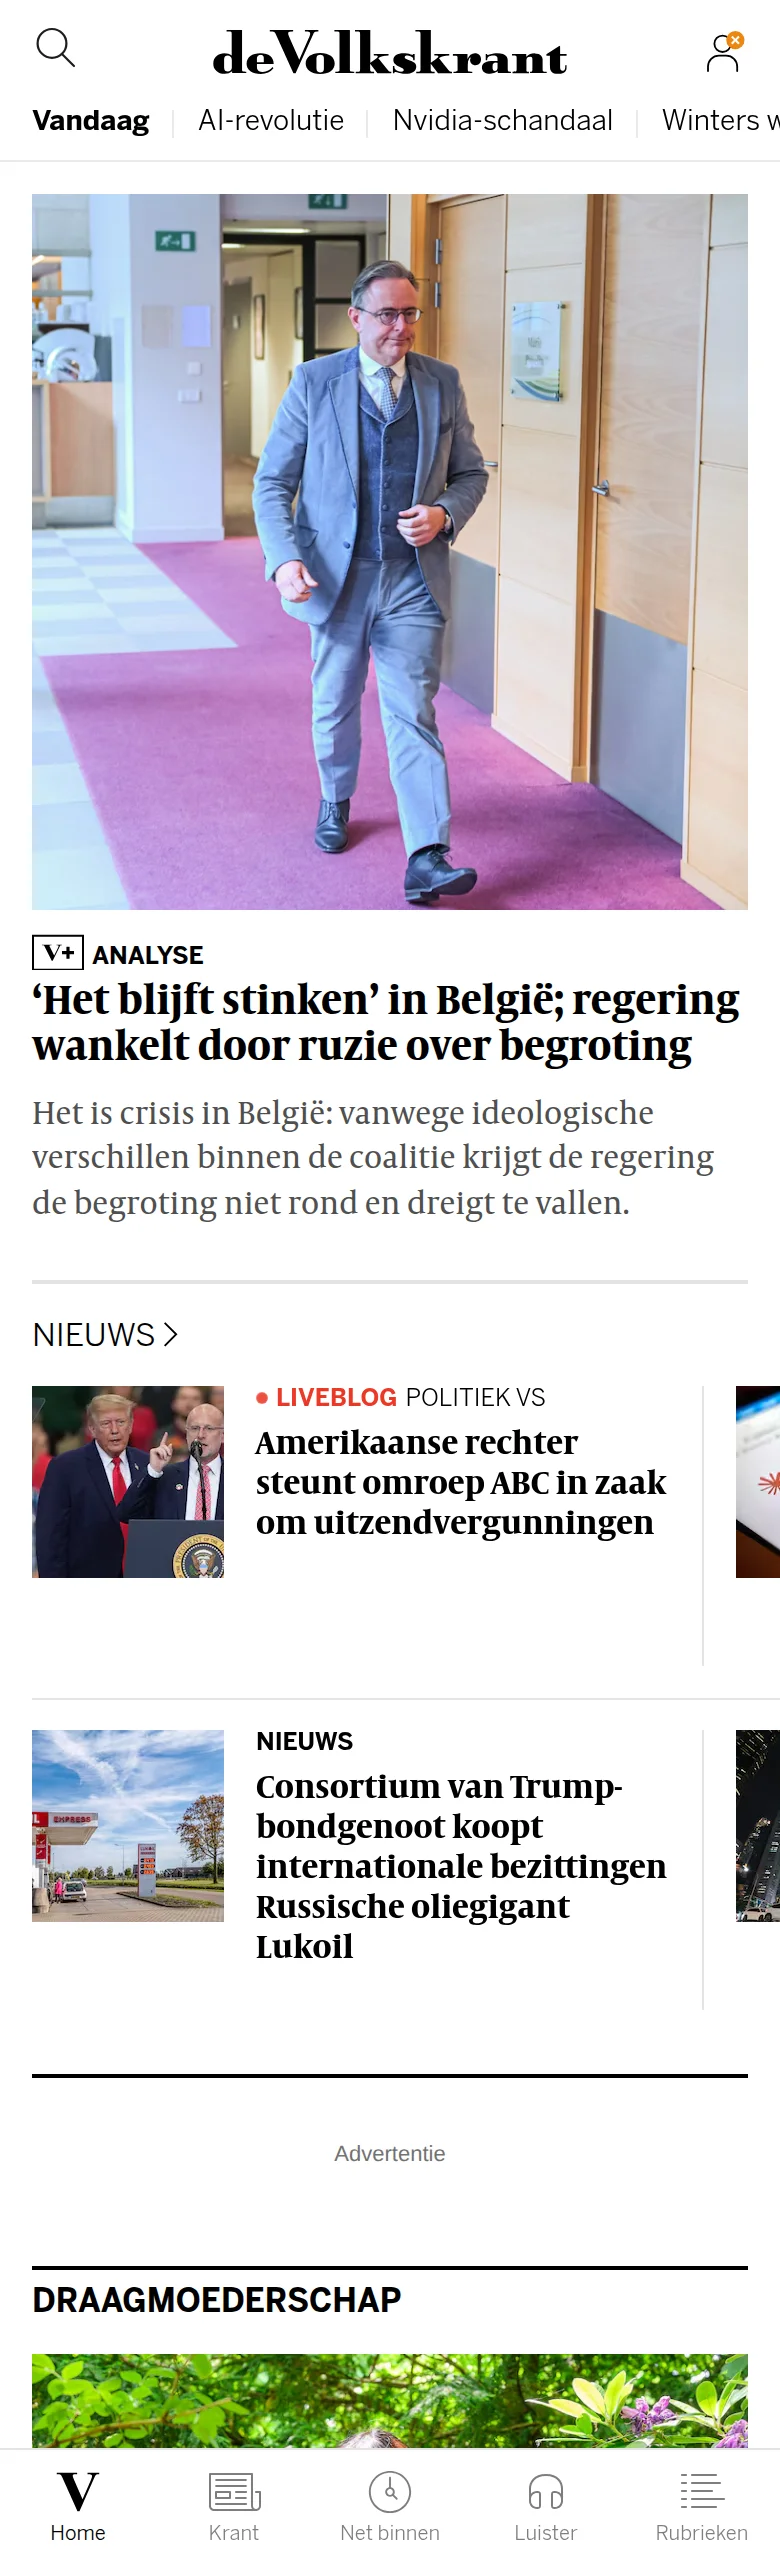 deVolkskrant
Vandaag
AI-revolutie
Nvidia-schandaal
Winters
V+ ANALYSE
‘Het blijft stinken’ in België; regering
wankelt door ruzie over begroting
Het is crisis in België: vanwege ideologische
verschillen binnen de coalitie krijgt de regering
de begroting niet rond en dreigt te vallen.
NIEUWS
LIVEBLOG POLITIEK VS
Amerikaanse rechter
steunt omroep ABC in zaak
om uitzendvergunningen
EXPRESS
NIEUWS
Consortium van Trump-
bondgenoot koopt
internationale bezittingen
Russische oliegigant
Lukoil
Advertentie
DRAAGMOEDERSCHAP
V
Home
Krant
Net binnen
Luister
Rubrieken